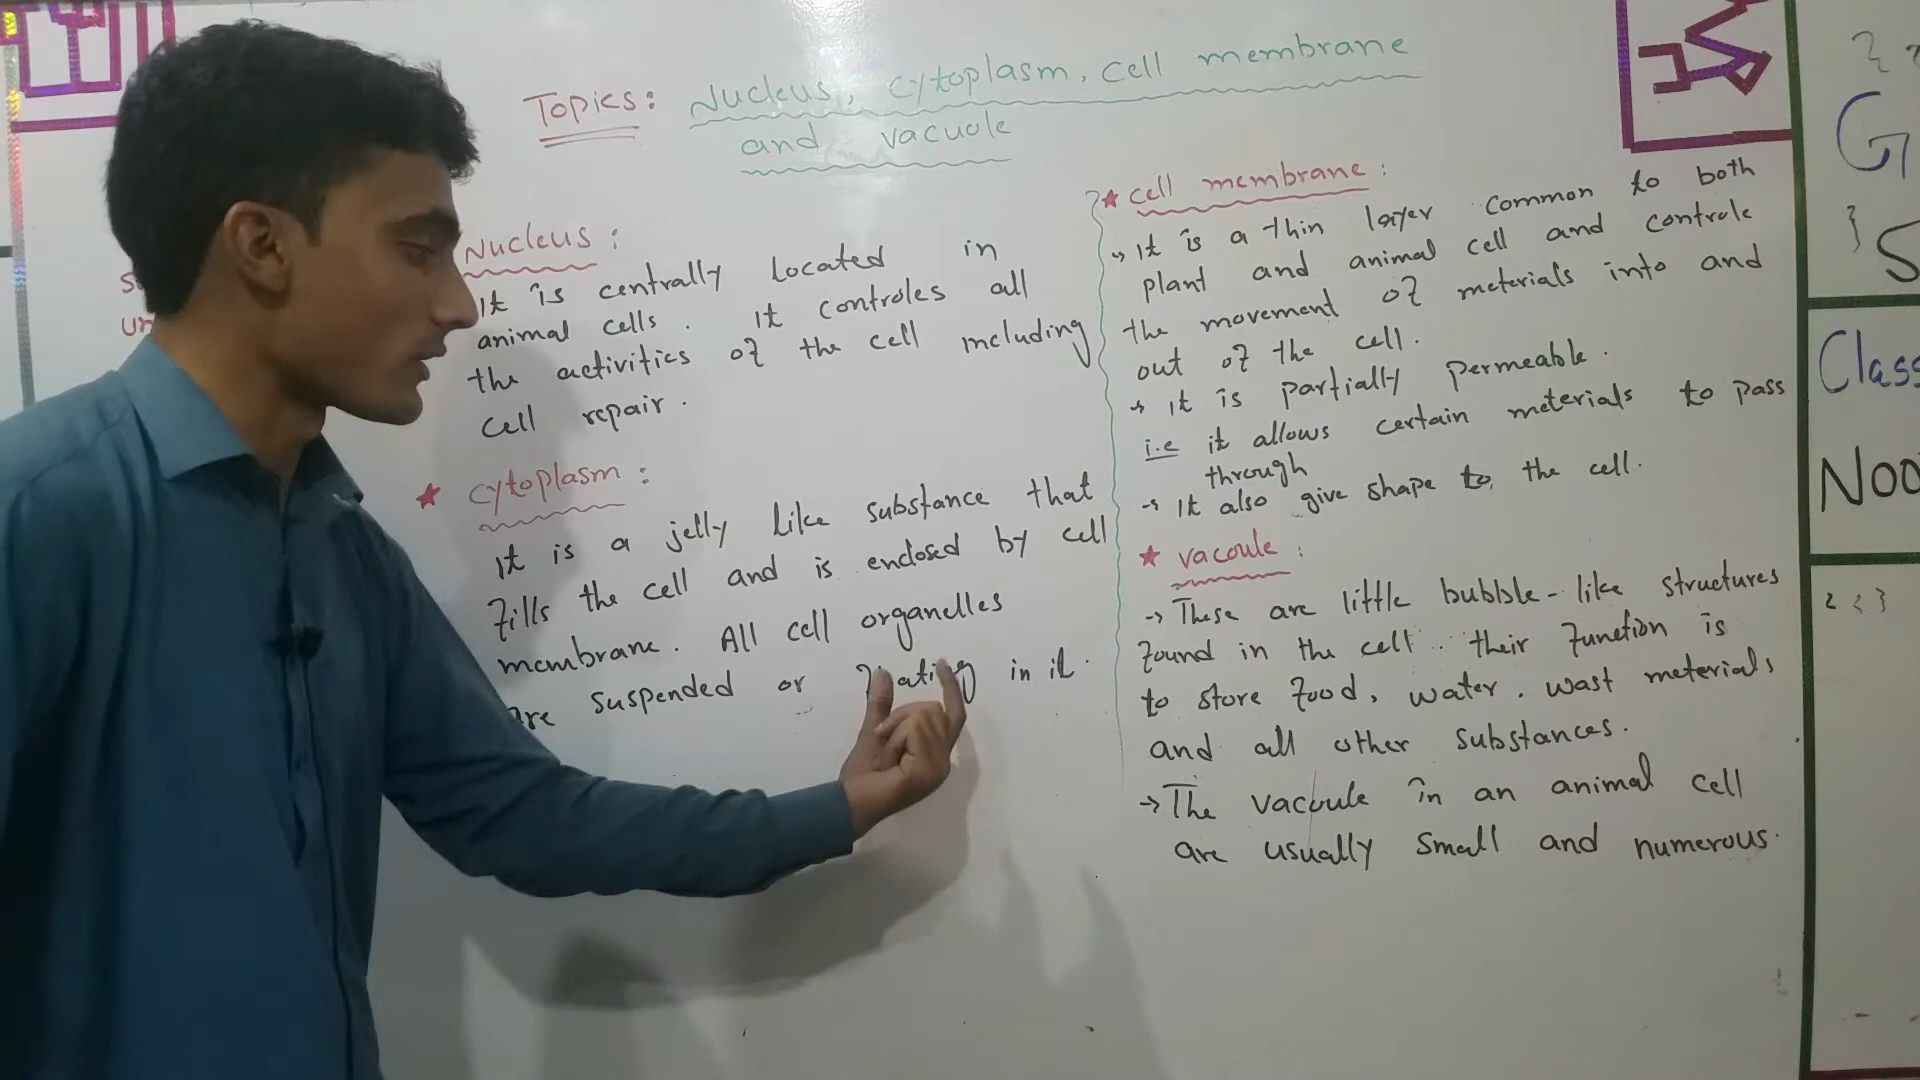 Topics: Nucleus, cytoplasm, cell membrane
and vacuole
Nucleus:
It is centrally located in
animal cells. It controles all
the activities of the cell including
cell repair.
★ cytoplasm:
It is a jelly like substance that
fills the cell and is enclosed by cell
membrane. All cell organelles
are suspended or in it.
★ cell membrane:
→ It is a thin layer common to both
plant and animal cell and controle
the movement of meterials into and
out of the cell.
→ It is partially permeable.
i.e it allows certain meterials to pass
through
→ It also give shape to, the cell.
★ vacoule:
→ These are little bubble-like structures
found in the cell. their function is
to store food, water. wast meterials
and all other substances.
→ The vacoule in an animal cell
are usually small and numerous.
G
S
Class
Noo